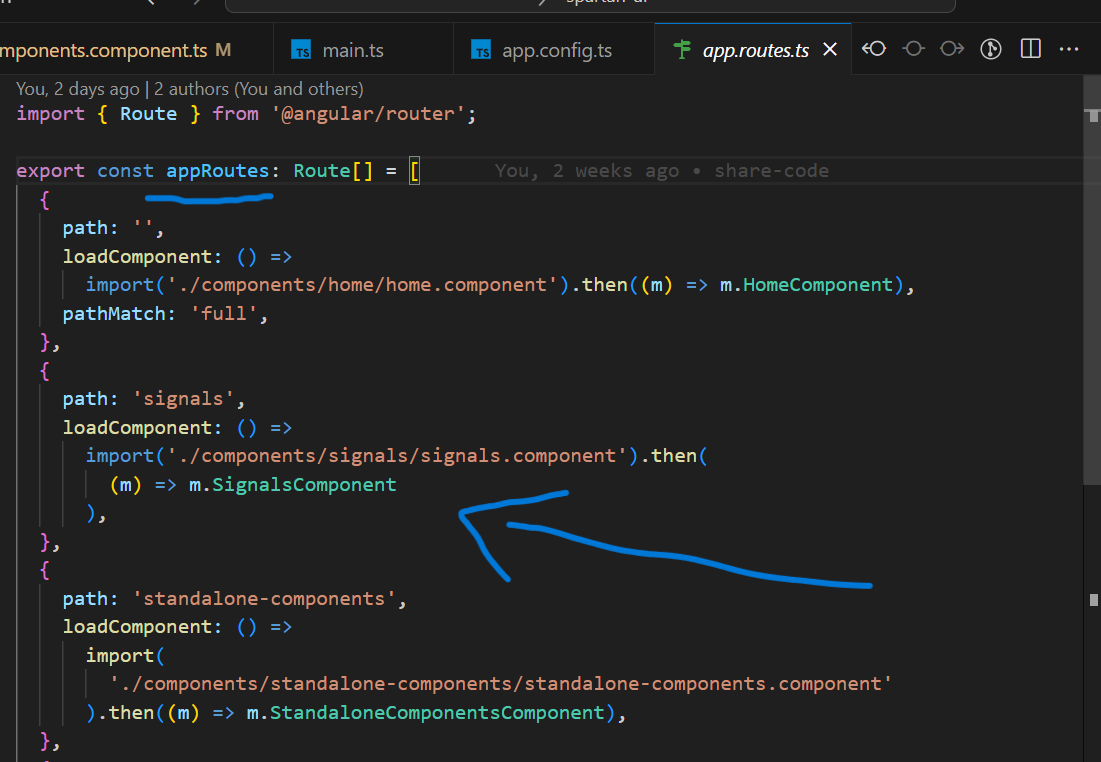 mponents.component.ts M main.ts app.config.ts app.routes.ts
You, 2 days ago | 2 authors (You and others)
import { Route } from '@angular/router';
export const appRoutes: Route[] = [ You, 2 weeks ago • share-code
{
path: '',
loadComponent: () =>
import('./components/home/home.component').then((m) => m.HomeComponent),
pathMatch: 'full',
},
{
path: 'signals',
loadComponent: () =>
import('./components/signals/signals.component').then(
(m) => m.SignalsComponent
),
},
{
path: 'standalone-components',
loadComponent: () =>
import(
'./components/standalone-components/standalone-components.component'
).then((m) => m.StandaloneComponentsComponent),
},